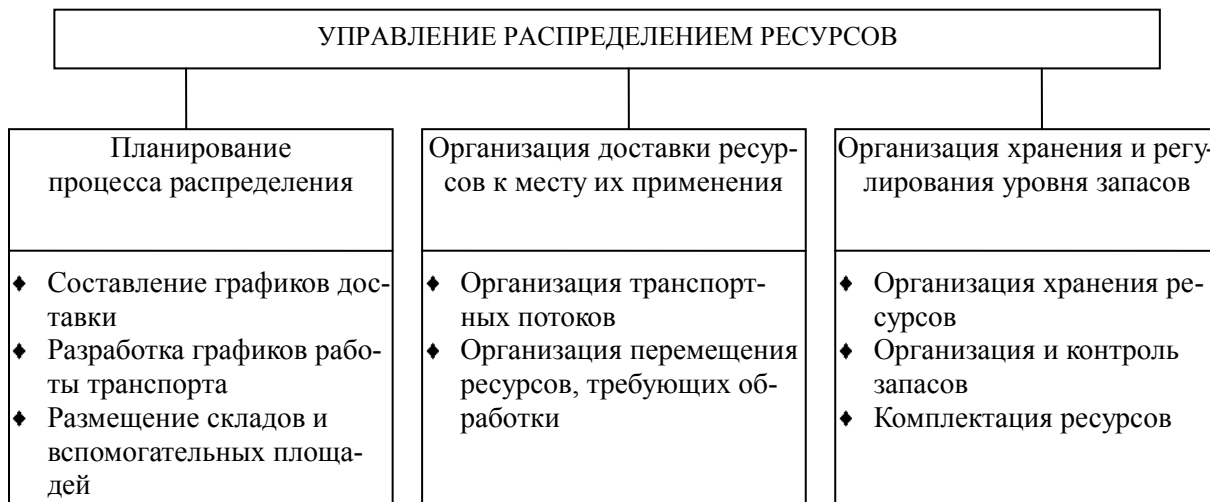 УПРАВЛЕНИЕ РАСПРЕДЕЛЕНИЕМ РЕСУРСОВ
Планирование
процесса распределения
♦ Составление графиков дос-
тавки
♦ Разработка графиков рабо-
ты транспорта
♦ Размещение складов и
вспомогательных площа-
дей
Организация доставки ресур-
сов к месту их применения
♦ Организация транспорт-
ных потоков
♦ Организация перемещения
ресурсов, требующих об-
работки
Организация хранения и регу-
лирования уровня запасов
♦ Организация хранения ре-
сурсов
♦ Организация и контроль
запасов
♦ Комплектация ресурсов